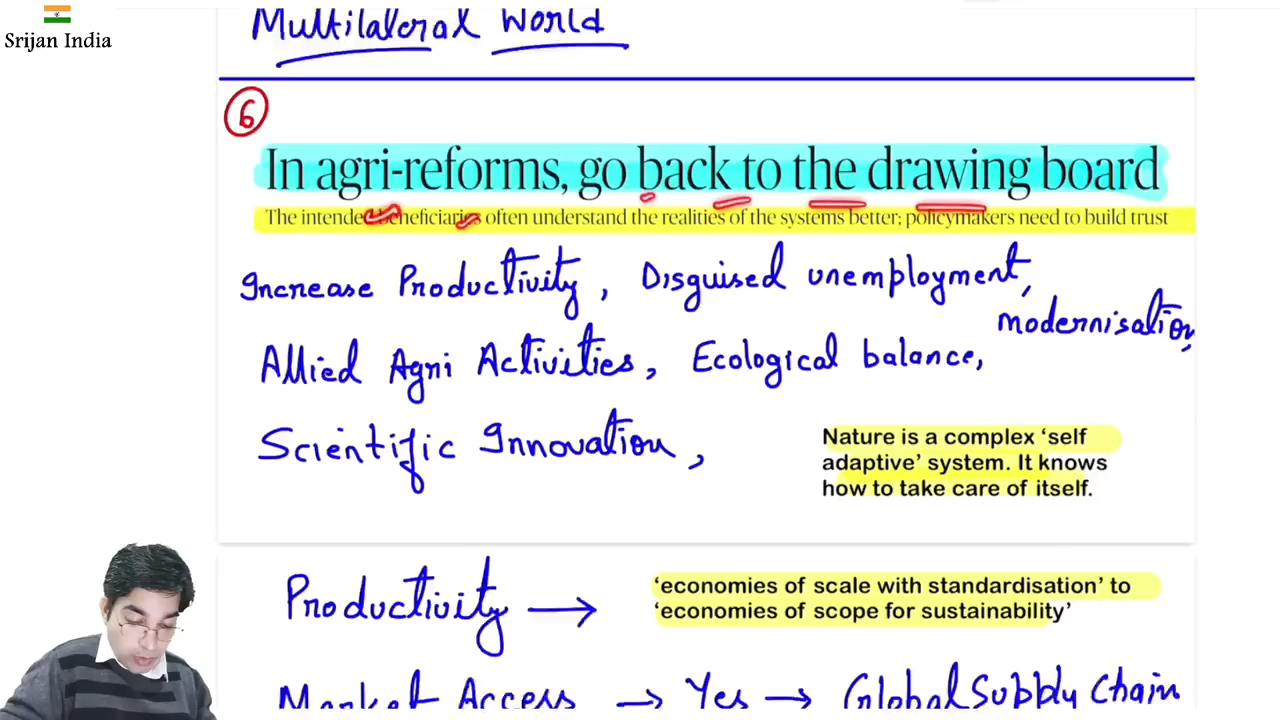 Srijan India
Multilateral World
6
In agri-reforms, go back to the drawing board
The intended beneficiaries often understand the realities of the systems better; policymakers need to build trust
Increase Productivity, Disguised unemployment,
modernisation,
Allied Agri Activities, Ecological balance,
Scientific Innovation,
Nature is a complex ‘self
adaptive’ system. It knows
how to take care of itself.
Productivity →
‘economies of scale with standardisation’ to
‘economies of scope for sustainability’
Market Access → Yes → Global Supply Chain